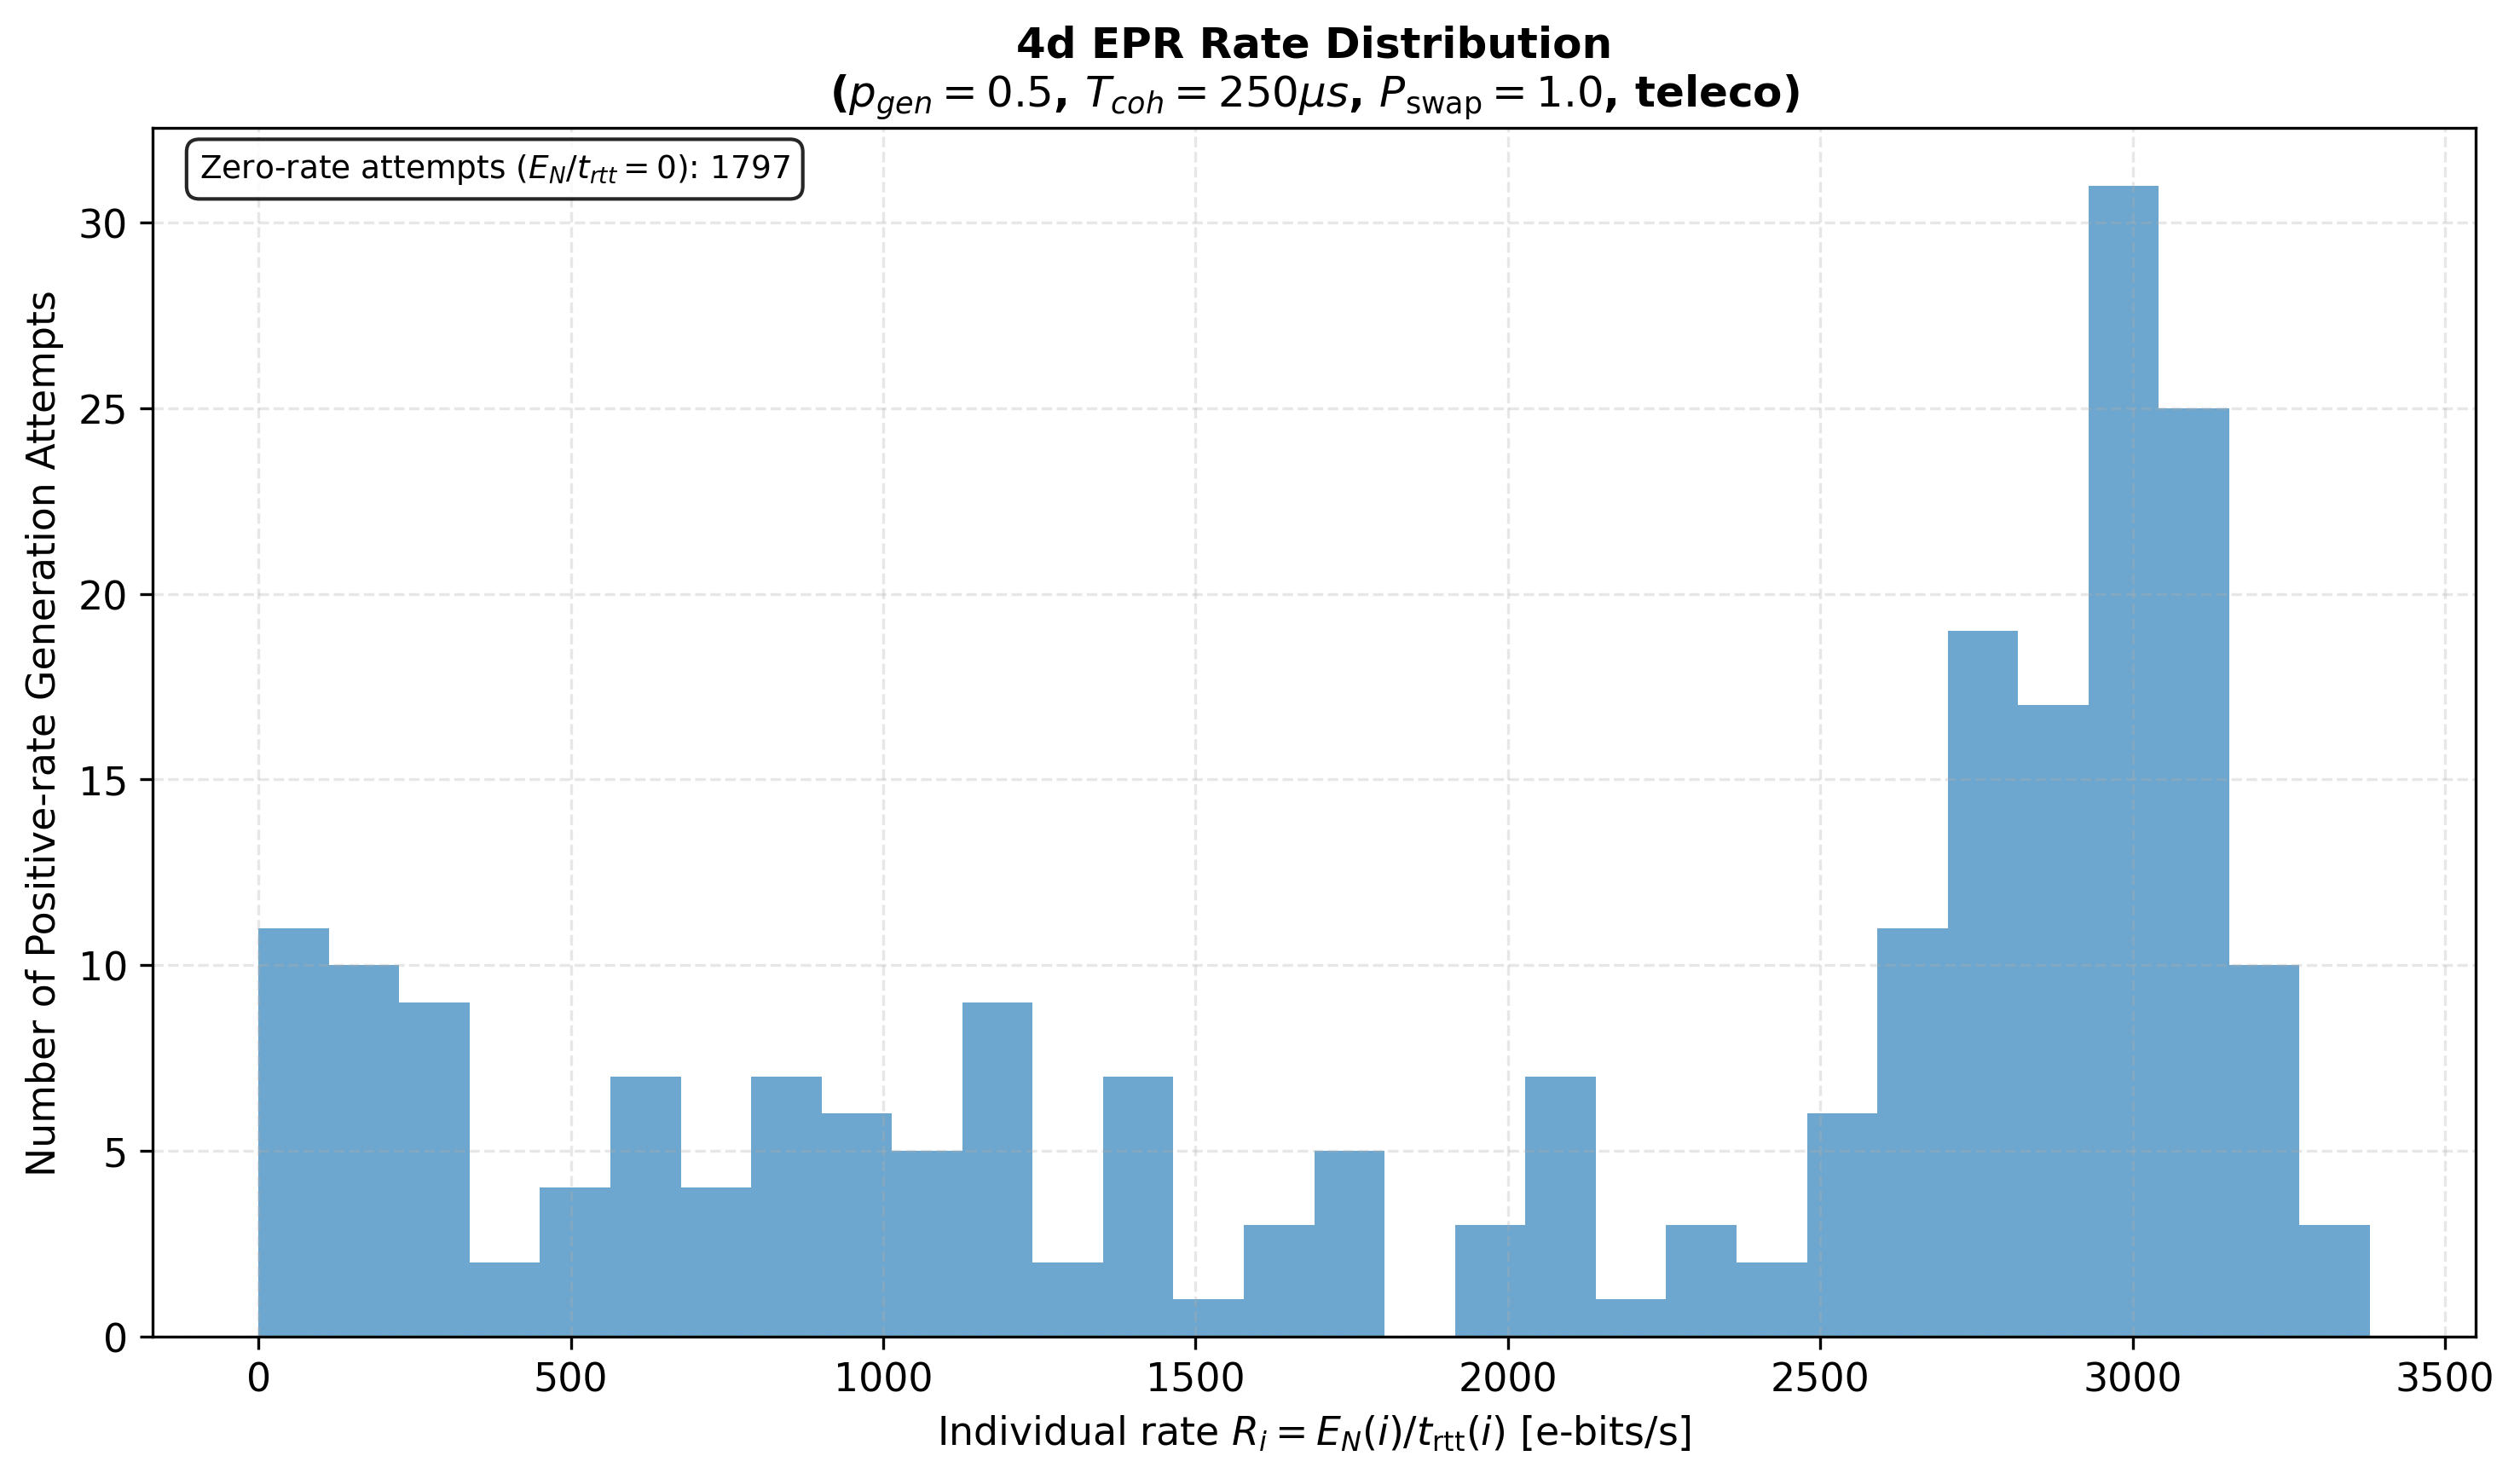 4d EPR Rate Distribution
(p_gen = 0.5, T_coh = 250μs, P_swap = 1.0, teleco)
Zero-rate attempts (E_N/t_rtt = 0): 1797
Number of Positive-rate Generation Attempts
30
25
20
15
10
5
0
0 500 1000 1500 2000 2500 3000 3500
Individual rate R_i = E_N(i)/t_rtt(i) [e-bits/s]